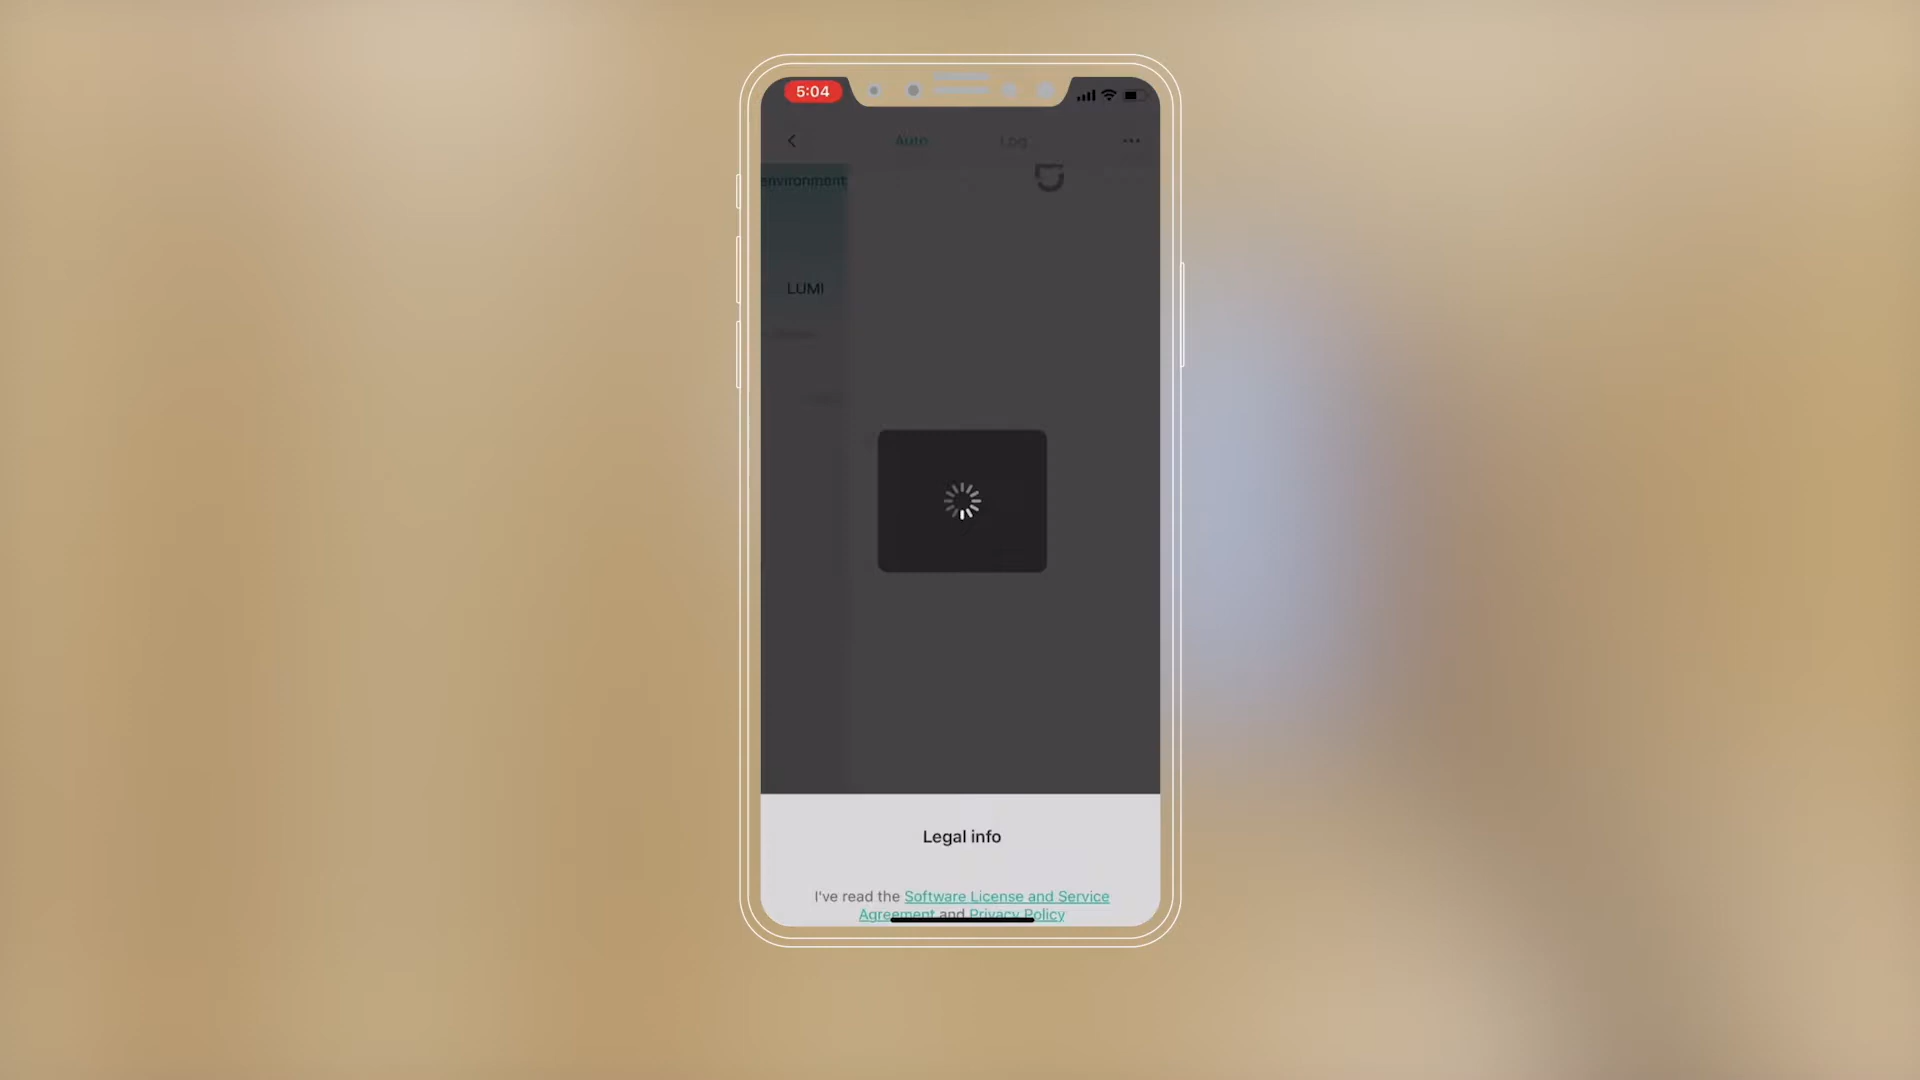 5:04
Auto
Log
environment
LUMI
Legal info
I've read the Software License and Service
Agreement and Privacy Policy